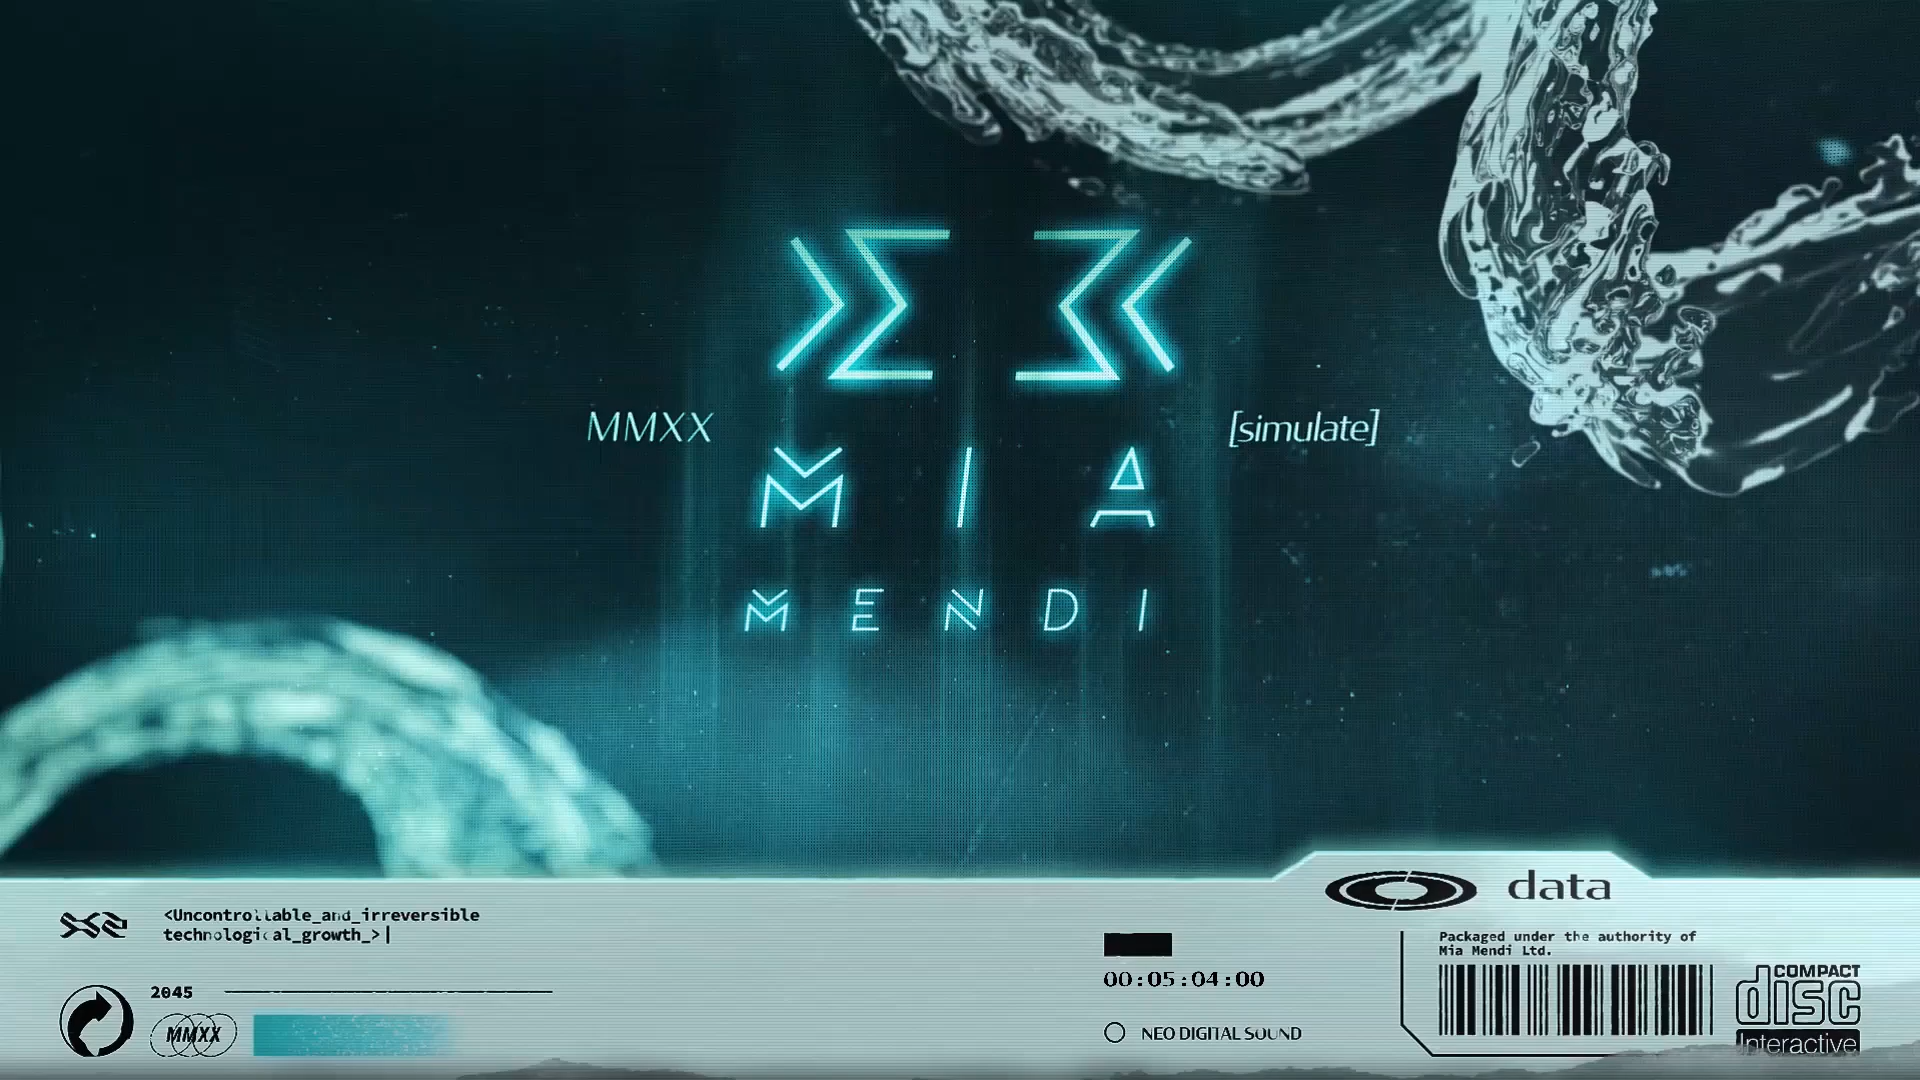 MMXX
[simulate]
MIA
MENDI
<Uncontrollable_and_irreversible
technological_growth_>|
2045
MMXX
00:05:04:00
NEO DIGITAL SOUND
data
Packaged under the authority of
Mia Mendi Ltd.
COMPACT
disc
Interactive